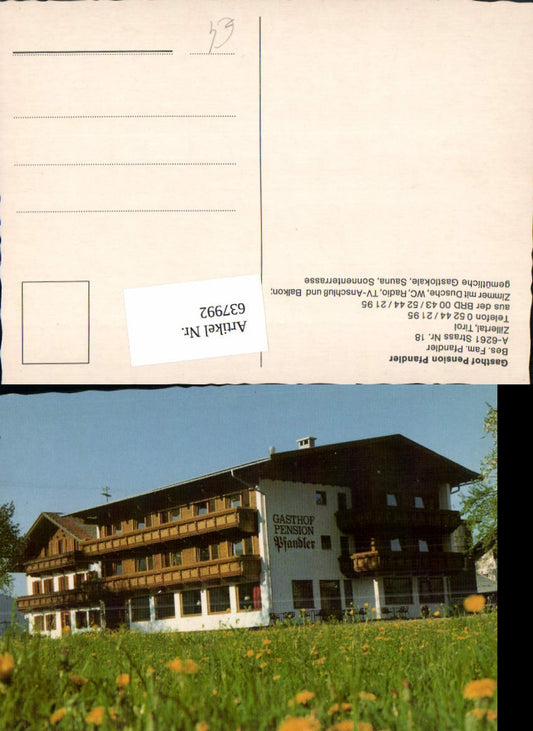 Gasthof Pension Pfandler
Bes. Fam. Pfandler
A-6261 Strass Nr. 18
Zillertal, Tirol
Telefon 0 52 44 / 21 95
aus der BRD 00 43 / 52 44 / 21 95
Zimmer mit Dusche, WC, Radio, TV-Anschluß und Balkon;
gemütliche Gastlokale, Sauna, Sonnenterrasse
Artikel Nr.
637992
GASTHOF
PENSION
Pfandler